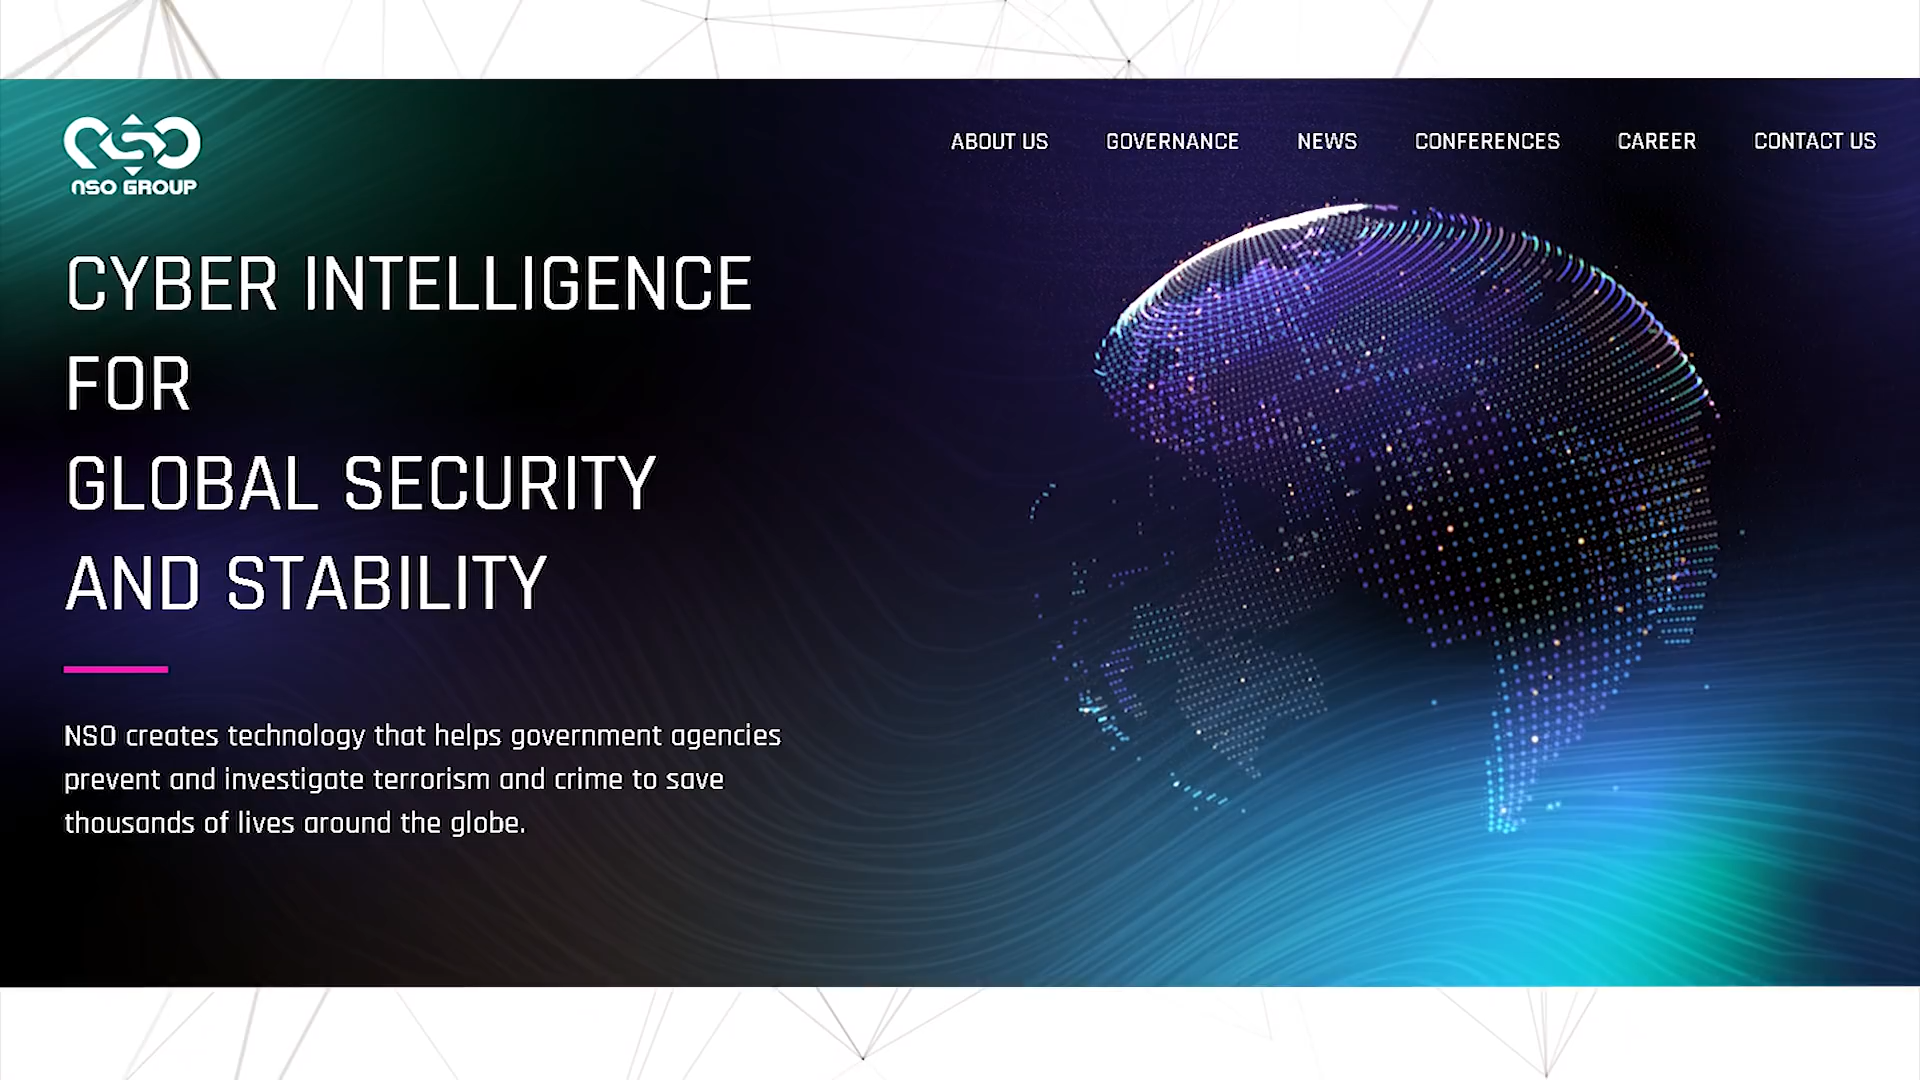 NSO GROUP
ABOUT US GOVERNANCE NEWS CONFERENCES CAREER CONTACT US
CYBER INTELLIGENCE
FOR
GLOBAL SECURITY
AND STABILITY
NSO creates technology that helps government agencies
prevent and investigate terrorism and crime to save
thousands of lives around the globe.